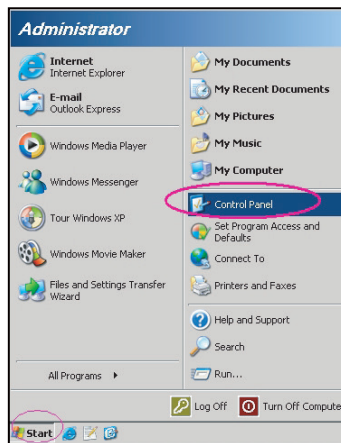 Administrator
Internet
Internet Explorer
E-mail
Outlook Express
Windows Media Player
Windows Messenger
Tour Windows XP
Windows Movie Maker
Files and Settings Transfer
Wizard
All Programs
My Documents
My Recent Documents
My Pictures
My Music
My Computer
Control Panel
Set Program Access and
Defaults
Connect To
Printers and Faxes
Help and Support
Search
Run...
Log Off
Turn Off Compute
Start